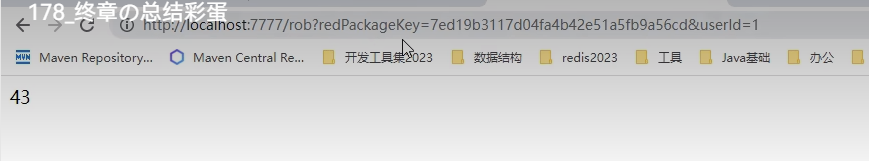 178_终章の总结彩蛋
http://localhost:7777/rob?redPackageKey=7ed19b3117d04fa4b42e51a5fb9a56cd&userId=1
MVN Maven Repository... Maven Central Re... 开发工具集2023 数据结构 redis2023 工具 Java基础 办公
43